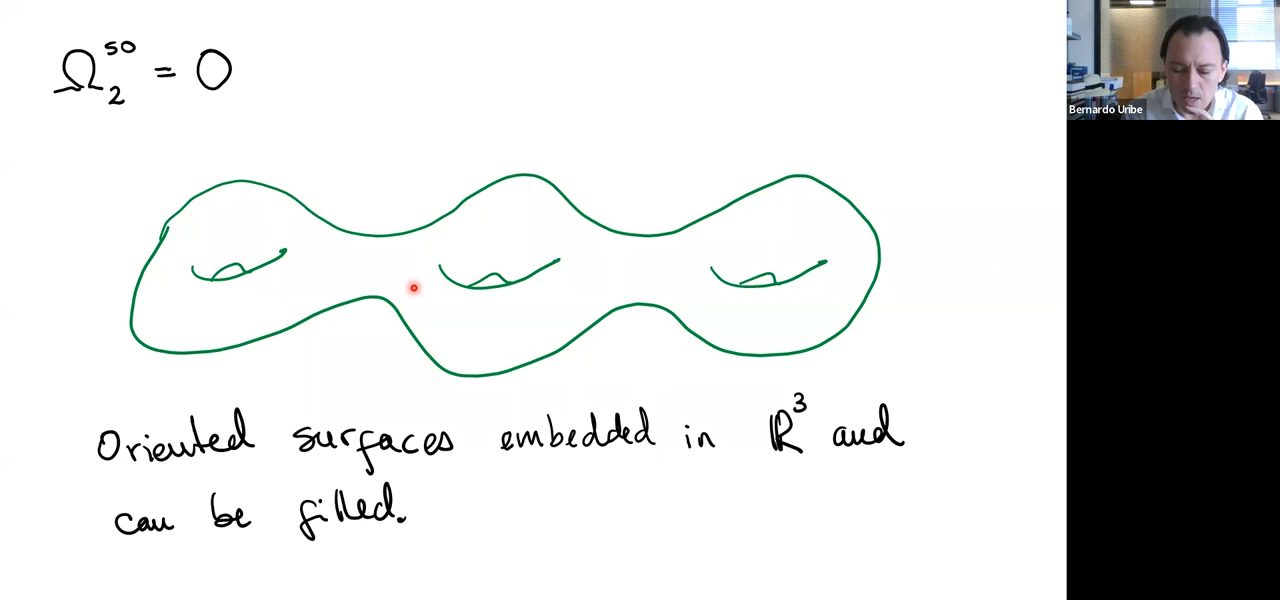 Ω₂^SO = 0
Bernardo Uribe
Oriented surfaces embedded in ℝ³ and
can be filled.